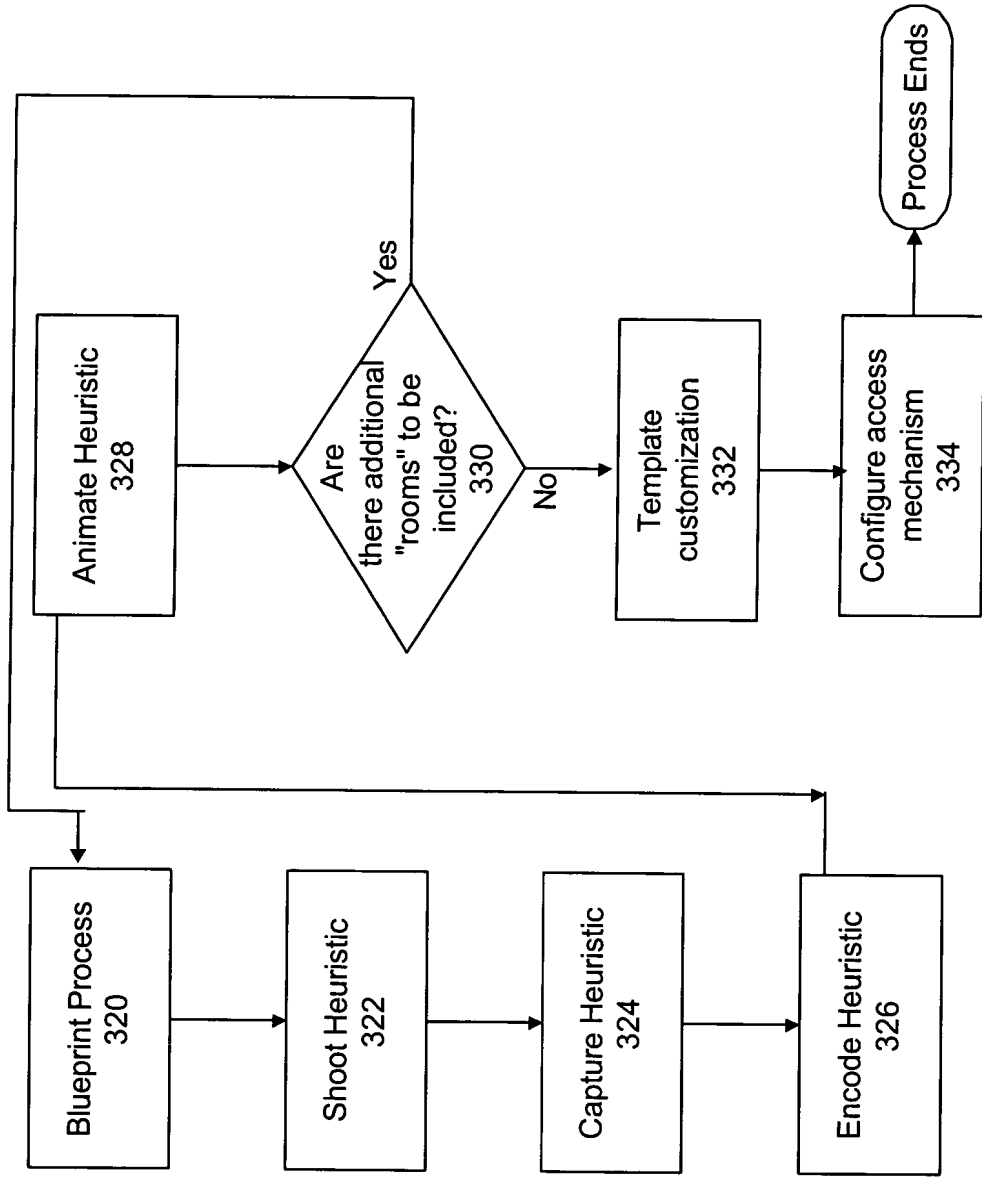 Blueprint Process
320
Shoot Heuristic
322
Capture Heuristic
324
Encode Heuristic
326
Animate Heuristic
328
Are
there additional
"rooms" to be
included?
330
Yes
No
Template
customization
332
Configure access
mechanism
334
Process Ends